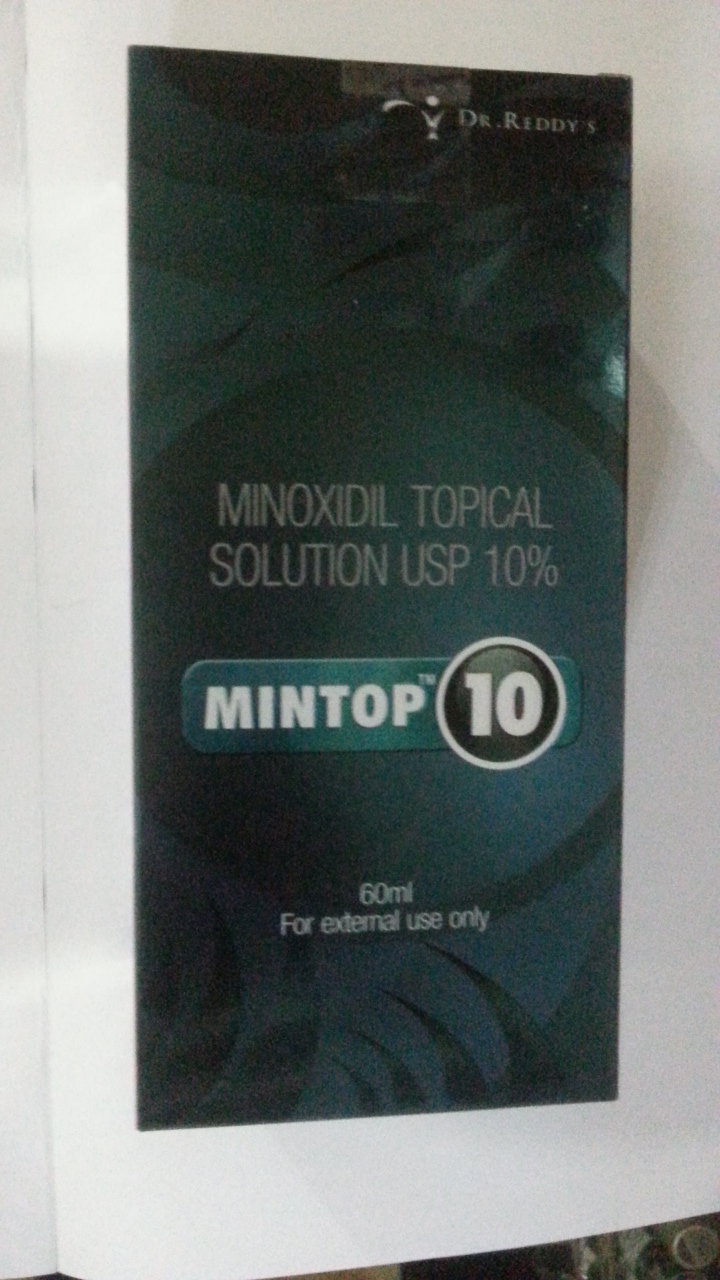 DR.REDDY'S
MINOXIDIL TOPICAL
SOLUTION USP 10%
MINTOP™ 10
60ml
For external use only